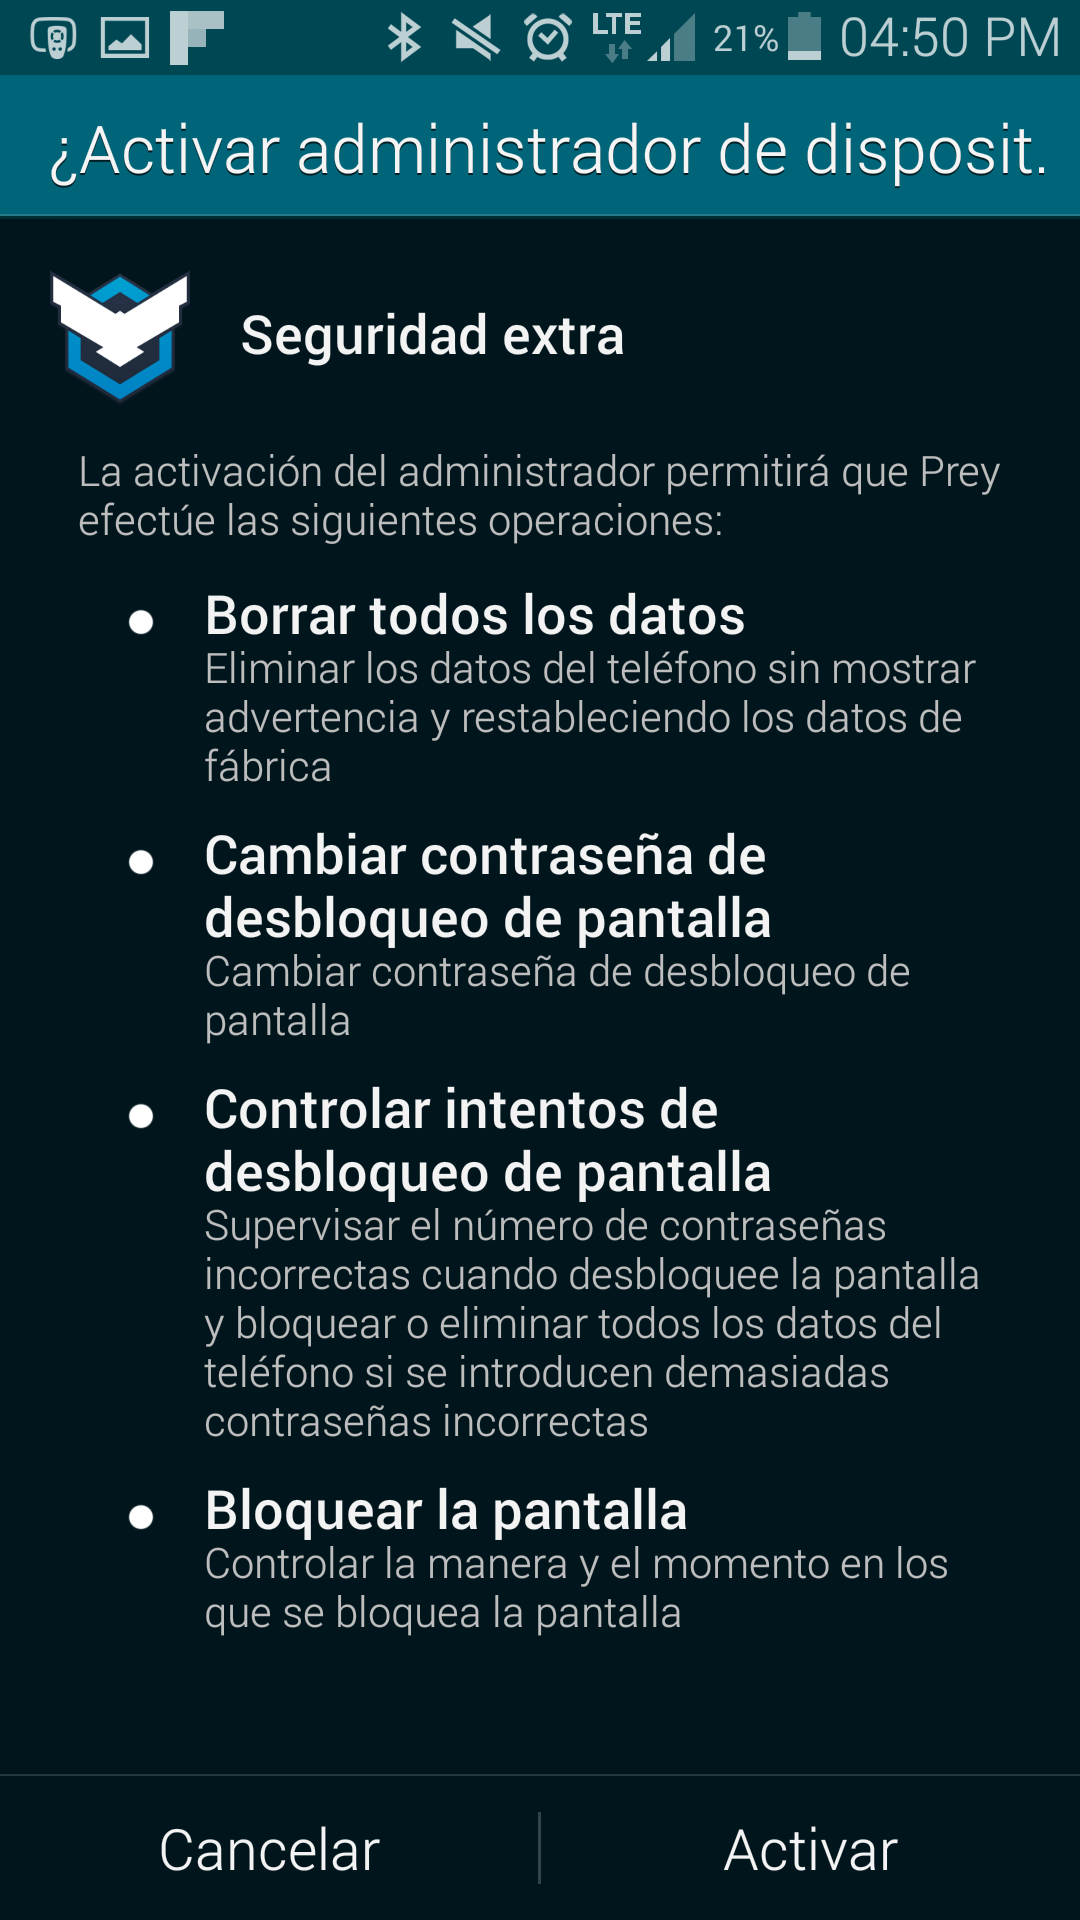 LTE 21% 04:50 PM
¿Activar administrador de disposit.
Seguridad extra
La activación del administrador permitirá que Prey
efectúe las siguientes operaciones:
Borrar todos los datos
Eliminar los datos del teléfono sin mostrar
advertencia y restableciendo los datos de
fábrica
Cambiar contraseña de
desbloqueo de pantalla
Cambiar contraseña de desbloqueo de
pantalla
Controlar intentos de
desbloqueo de pantalla
Supervisar el número de contraseñas
incorrectas cuando desbloquee la pantalla
y bloquear o eliminar todos los datos del
teléfono si se introducen demasiadas
contraseñas incorrectas
Bloquear la pantalla
Controlar la manera y el momento en los
que se bloquea la pantalla
Cancelar Activar